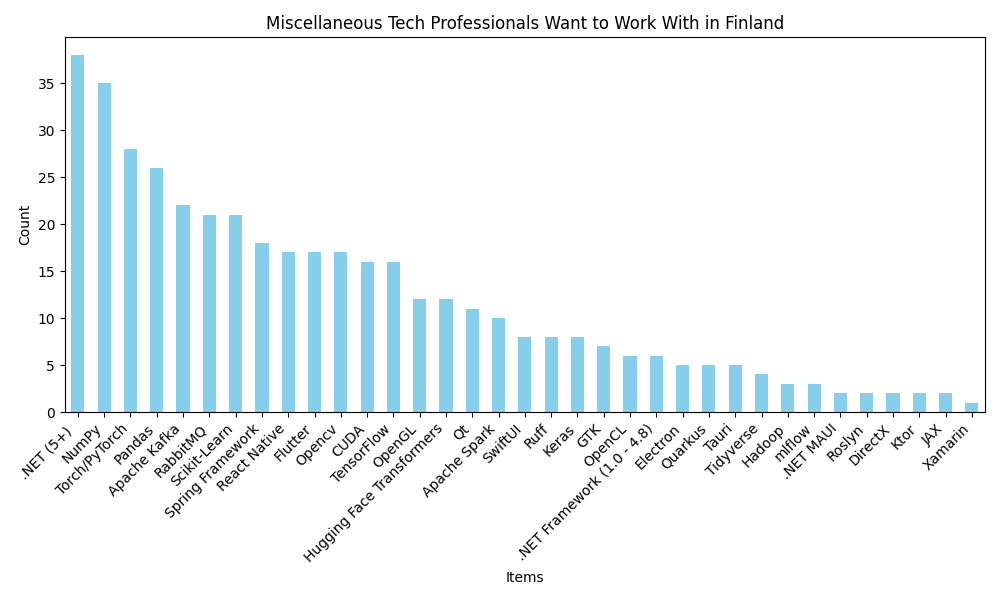 Miscellaneous Tech Professionals Want to Work With in Finland
Count
35
30
25
20
15
10
5
0
.NET (5+)
NumPy
Torch/PyTorch
Pandas
Apache Kafka
RabbitMQ
Scikit-Learn
Spring Framework
React Native
Flutter
Opencv
CUDA
TensorFlow
OpenGL
Hugging Face Transformers
Qt
Apache Spark
SwiftUI
Ruff
Keras
GTK
OpenCL
.NET Framework (1.0 - 4.8)
Electron
Quarkus
Tauri
Tidyverse
Hadoop
mlflow
.NET MAUI
Roslyn
DirectX
Ktor
JAX
Xamarin
Items